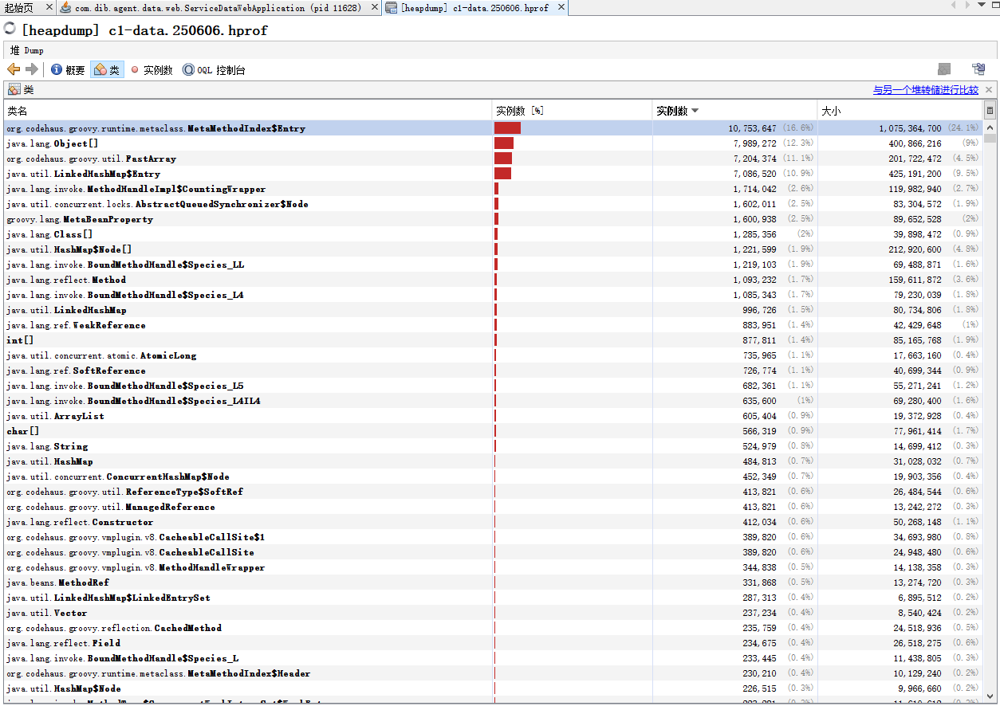 起始页 com.dib.agent.data.web.ServiceDataWebApplication (pid 11628) [heapdump] c1-data.250606.hprof
[heapdump] c1-data.250606.hprof
堆 Dump
概要 类 实例数 OQL 控制台
类 与另一个堆转储进行比较
类名 实例数 [%] 实例数 大小
org.codehaus.groovy.runtime.metaclass.MetaMethodIndex$Entry 10,753,647 (16.6%) 1,075,364,700 (24.1%)
java.lang.Object[] 7,989,272 (12.3%) 400,866,216 (9%)
org.codehaus.groovy.util.FastArray 7,204,374 (11.1%) 201,722,472 (4.5%)
java.util.LinkedHashMap$Entry 7,086,520 (10.9%) 425,191,200 (9.5%)
java.lang.invoke.MethodHandleImpl$CountingWrapper 1,714,042 (2.6%) 119,982,940 (2.7%)
java.util.concurrent.locks.AbstractQueuedSynchronizer$Node 1,602,011 (2.5%) 83,304,572 (1.9%)
groovy.lang.MetaBeanProperty 1,600,938 (2.5%) 89,652,528 (2%)
java.lang.Class[] 1,285,356 (2%) 39,898,472 (0.9%)
java.util.HashMap$Node[] 1,221,599 (1.9%) 212,920,600 (4.8%)
java.lang.invoke.BoundMethodHandle$Species_LL 1,219,103 (1.9%) 69,488,871 (1.6%)
java.lang.reflect.Method 1,093,232 (1.7%) 159,611,872 (3.6%)
java.lang.invoke.BoundMethodHandle$Species_L4 1,085,343 (1.7%) 79,230,039 (1.8%)
java.util.LinkedHashMap 996,726 (1.5%) 80,734,806 (1.8%)
java.lang.ref.WeakReference 883,951 (1.4%) 42,429,648 (1%)
int[] 877,811 (1.4%) 85,165,768 (1.9%)
java.util.concurrent.atomic.AtomicLong 735,965 (1.1%) 17,663,160 (0.4%)
java.lang.ref.SoftReference 726,774 (1.1%) 40,699,344 (0.9%)
java.lang.invoke.BoundMethodHandle$Species_L5 682,361 (1.1%) 55,271,241 (1.2%)
java.lang.invoke.BoundMethodHandle$Species_L4IL4 635,600 (1%) 69,280,400 (1.6%)
java.util.ArrayList 605,404 (0.9%) 19,372,928 (0.4%)
char[] 566,319 (0.9%) 77,961,414 (1.7%)
java.lang.String 524,979 (0.8%) 14,699,412 (0.3%)
java.util.HashMap 484,813 (0.7%) 31,028,032 (0.7%)
java.util.concurrent.ConcurrentHashMap$Node 452,349 (0.7%) 19,903,356 (0.4%)
org.codehaus.groovy.util.ReferenceType$SoftRef 413,821 (0.6%) 26,484,544 (0.6%)
org.codehaus.groovy.util.ManagedReference 413,821 (0.6%) 13,242,272 (0.3%)
java.lang.reflect.Constructor 412,034 (0.6%) 50,268,148 (1.1%)
org.codehaus.groovy.vmplugin.v8.CacheableCallSite$1 389,820 (0.6%) 34,693,980 (0.8%)
org.codehaus.groovy.vmplugin.v8.CacheableCallSite 389,820 (0.6%) 24,948,480 (0.6%)
org.codehaus.groovy.vmplugin.v8.MethodHandleWrapper 344,838 (0.5%) 14,138,358 (0.3%)
java.beans.MethodRef 331,868 (0.5%) 13,274,720 (0.3%)
java.util.LinkedHashMap$LinkedEntrySet 287,313 (0.4%) 6,895,512 (0.2%)
java.util.Vector 237,234 (0.4%) 8,540,424 (0.2%)
org.codehaus.groovy.reflection.CachedMethod 235,759 (0.4%) 24,518,936 (0.5%)
java.lang.reflect.Field 234,675 (0.4%) 26,518,275 (0.6%)
java.lang.invoke.BoundMethodHandle$Species_L 233,445 (0.4%) 11,438,805 (0.3%)
org.codehaus.groovy.runtime.metaclass.MetaMethodIndex$Header 230,210 (0.4%) 10,129,240 (0.2%)
java.util.HashMap$Node 226,515 (0.3%) 9,966,660 (0.2%)